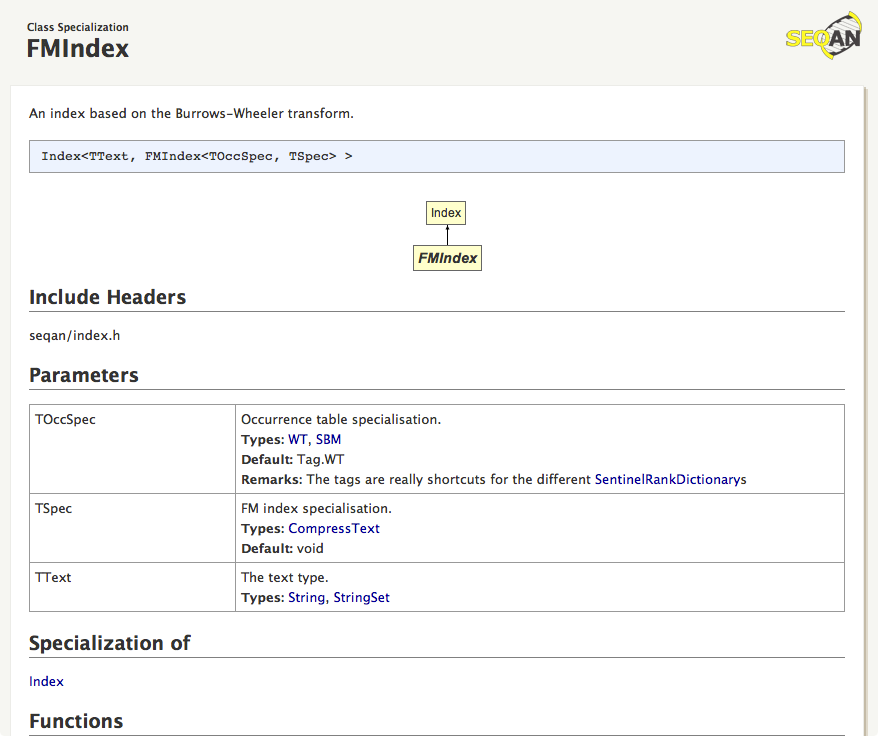 Class Specialization
FMIndex
SEQAN
An index based on the Burrows-Wheeler transform.
Index<TText, FMIndex<TOccSpec, TSpec> >
Index
FMIndex
Include Headers
seqan/index.h
Parameters
TOccSpec
Occurrence table specialisation.
Types: WT, SBM
Default: Tag.WT
Remarks: The tags are really shortcuts for the different SentinelRankDictionarys
TSpec
FM index specialisation.
Types: CompressText
Default: void
TText
The text type.
Types: String, StringSet
Specialization of
Index
Functions